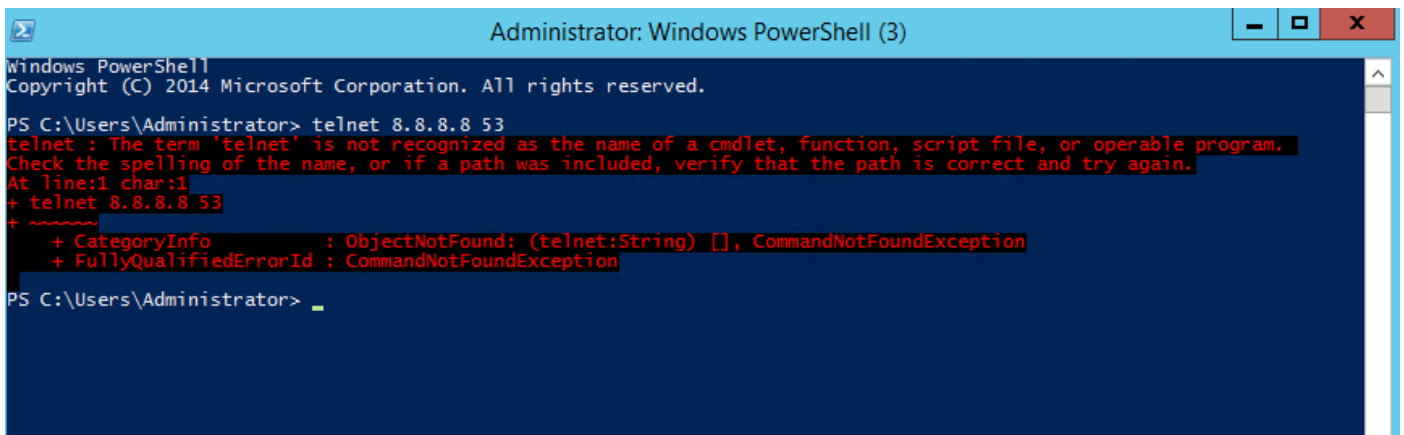 Administrator: Windows PowerShell (3)
Windows PowerShell
Copyright (C) 2014 Microsoft Corporation. All rights reserved.
PS C:\Users\Administrator> telnet 8.8.8.8 53
telnet : The term 'telnet' is not recognized as the name of a cmdlet, function, script file, or operable program.
Check the spelling of the name, or if a path was included, verify that the path is correct and try again.
At line:1 char:1
+ telnet 8.8.8.8 53
+ ~~~~~~
    + CategoryInfo          : ObjectNotFound: (telnet:String) [], CommandNotFoundException
    + FullyQualifiedErrorId : CommandNotFoundException
PS C:\Users\Administrator> _